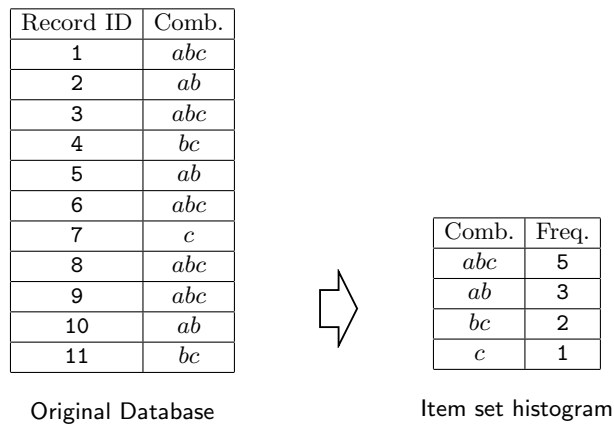 Record ID Comb.
1 abc
2 ab
3 abc
4 bc
5 ab
6 abc
7 c
8 abc
9 abc
10 ab
11 bc
Original Database
Comb. Freq.
abc 5
ab 3
bc 2
c 1
Item set histogram